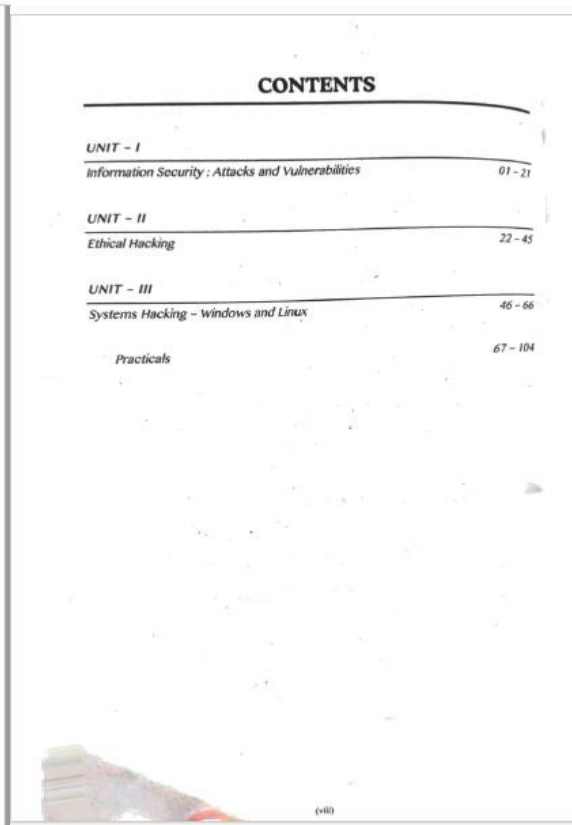 CONTENTS
UNIT – I
Information Security : Attacks and Vulnerabilities 01 – 21
UNIT – II
Ethical Hacking 22 – 45
UNIT – III
Systems Hacking – Windows and Linux 46 – 66
Practicals 67 – 104
(viii)